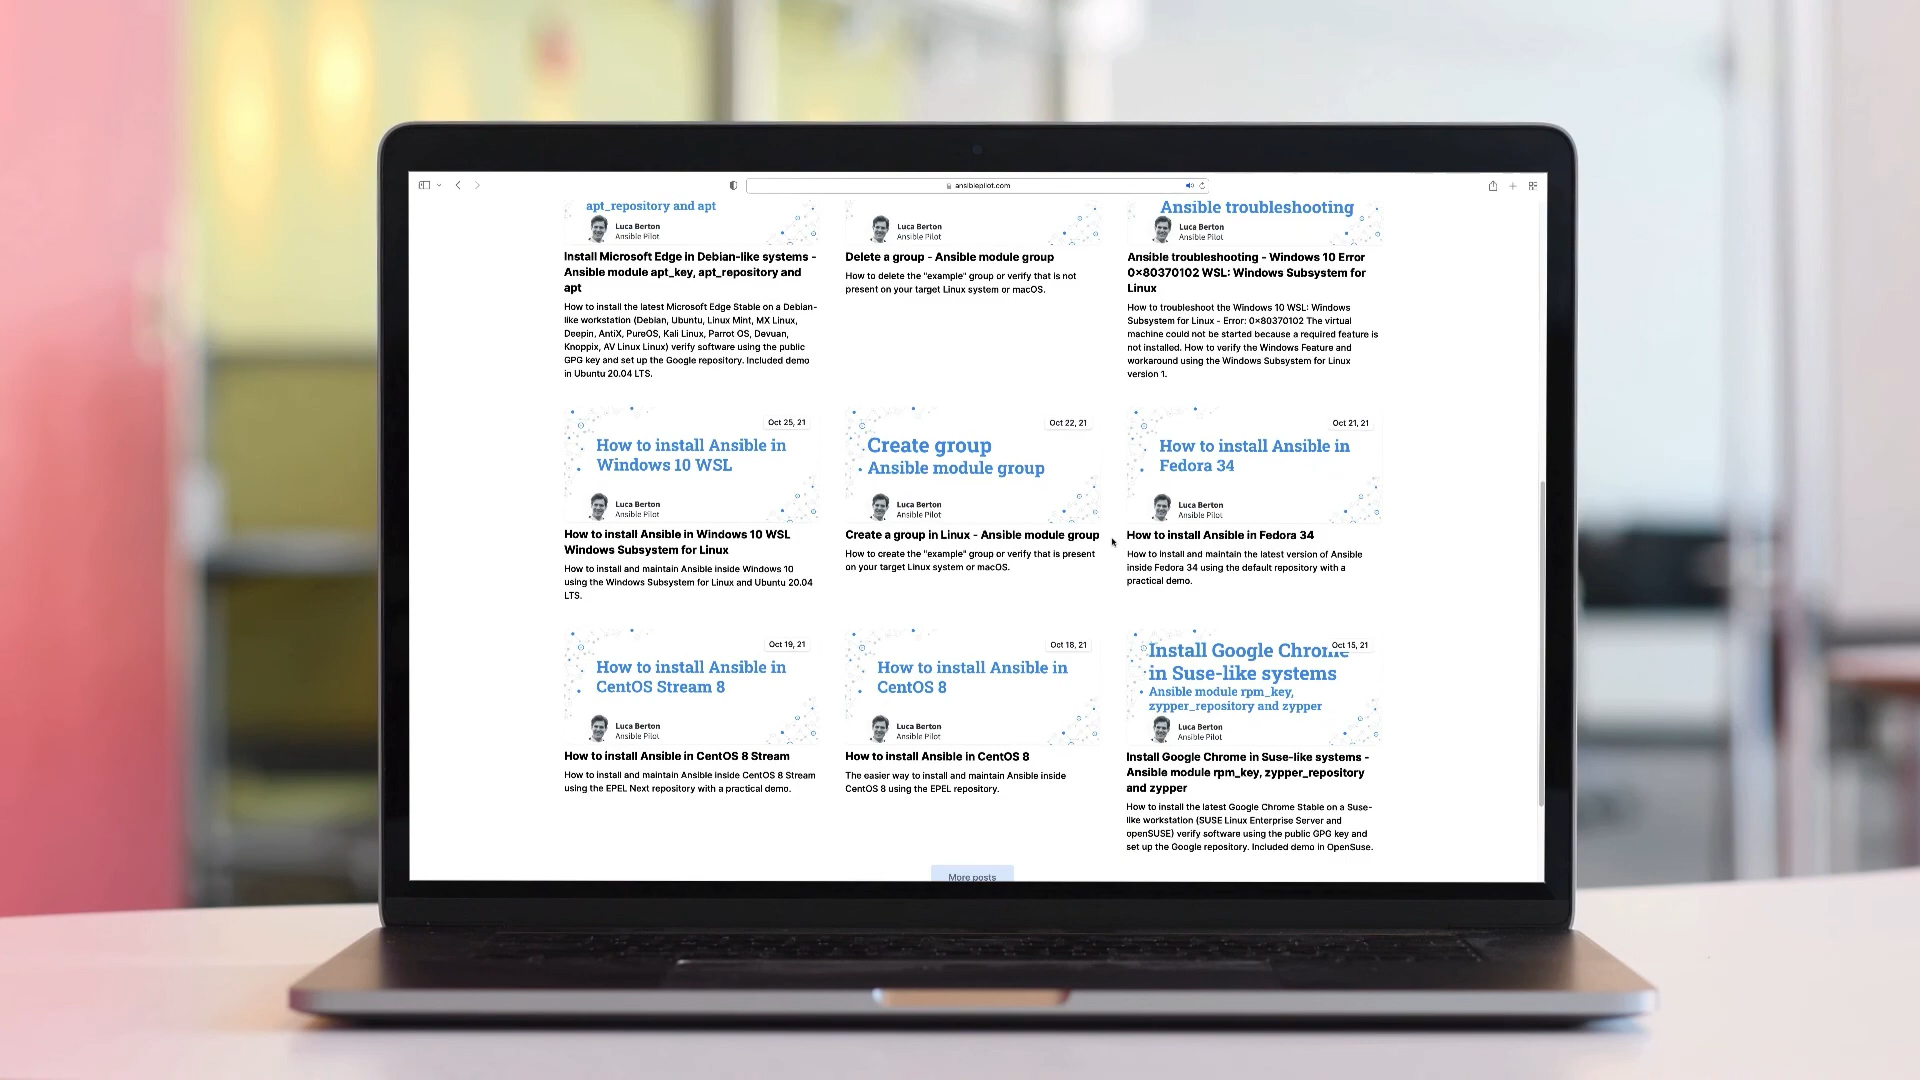 ansiblepilot.com
apt_repository and apt
Luca Berton
Ansible Pilot
Install Microsoft Edge in Debian-like systems -
Ansible module apt_key, apt_repository and
apt
How to install the latest Microsoft Edge Stable on a Debian-
like workstation (Debian, Ubuntu, Linux Mint, MX Linux,
Deepin, AntiX, PureOS, Kali Linux, Parrot OS, Devuan,
Knoppix, AV Linux Linux) verify software using the public
GPG key and set up the Google repository. Included demo
in Ubuntu 20.04 LTS.
Luca Berton
Ansible Pilot
Delete a group - Ansible module group
How to delete the "example" group or verify that is not
present on your target Linux system or macOS.
Ansible troubleshooting
Luca Berton
Ansible Pilot
Ansible troubleshooting - Windows 10 Error
0x80370102 WSL: Windows Subsystem for
Linux
How to troubleshoot the Windows 10 WSL: Windows
Subsystem for Linux - Error: 0x80370102 The virtual
machine could not be started because a required feature is
not installed. How to verify the Windows Feature and
workaround using the Windows Subsystem for Linux
version 1.
Oct 25, 21
How to install Ansible in
Windows 10 WSL
Luca Berton
Ansible Pilot
How to install Ansible in Windows 10 WSL
Windows Subsystem for Linux
How to install and maintain Ansible inside Windows 10
using the Windows Subsystem for Linux and Ubuntu 20.04
LTS.
Oct 22, 21
Create group
Ansible module group
Luca Berton
Ansible Pilot
Create a group in Linux - Ansible module group
How to create the "example" group or verify that is present
on your target Linux system or macOS.
Oct 21, 21
How to install Ansible in
Fedora 34
Luca Berton
Ansible Pilot
How to install Ansible in Fedora 34
How to install and maintain the latest version of Ansible
inside Fedora 34 using the default repository with a
practical demo.
Oct 19, 21
How to install Ansible in
CentOS Stream 8
Luca Berton
Ansible Pilot
How to install Ansible in CentOS 8 Stream
How to install and maintain Ansible inside CentOS 8 Stream
using the EPEL Next repository with a practical demo.
Oct 18, 21
How to install Ansible in
CentOS 8
Luca Berton
Ansible Pilot
How to install Ansible in CentOS 8
The easier way to install and maintain Ansible inside
CentOS 8 using the EPEL repository.
Oct 15, 21
Install Google Chrome
in Suse-like systems
Ansible module rpm_key,
zypper_repository and zypper
Luca Berton
Ansible Pilot
Install Google Chrome in Suse-like systems -
Ansible module rpm_key, zypper_repository
and zypper
How to install the latest Google Chrome Stable on a Suse-
like workstation (SUSE Linux Enterprise Server and
openSUSE) verify software using the public GPG key and
set up the Google repository. Included demo in OpenSuse.
More posts